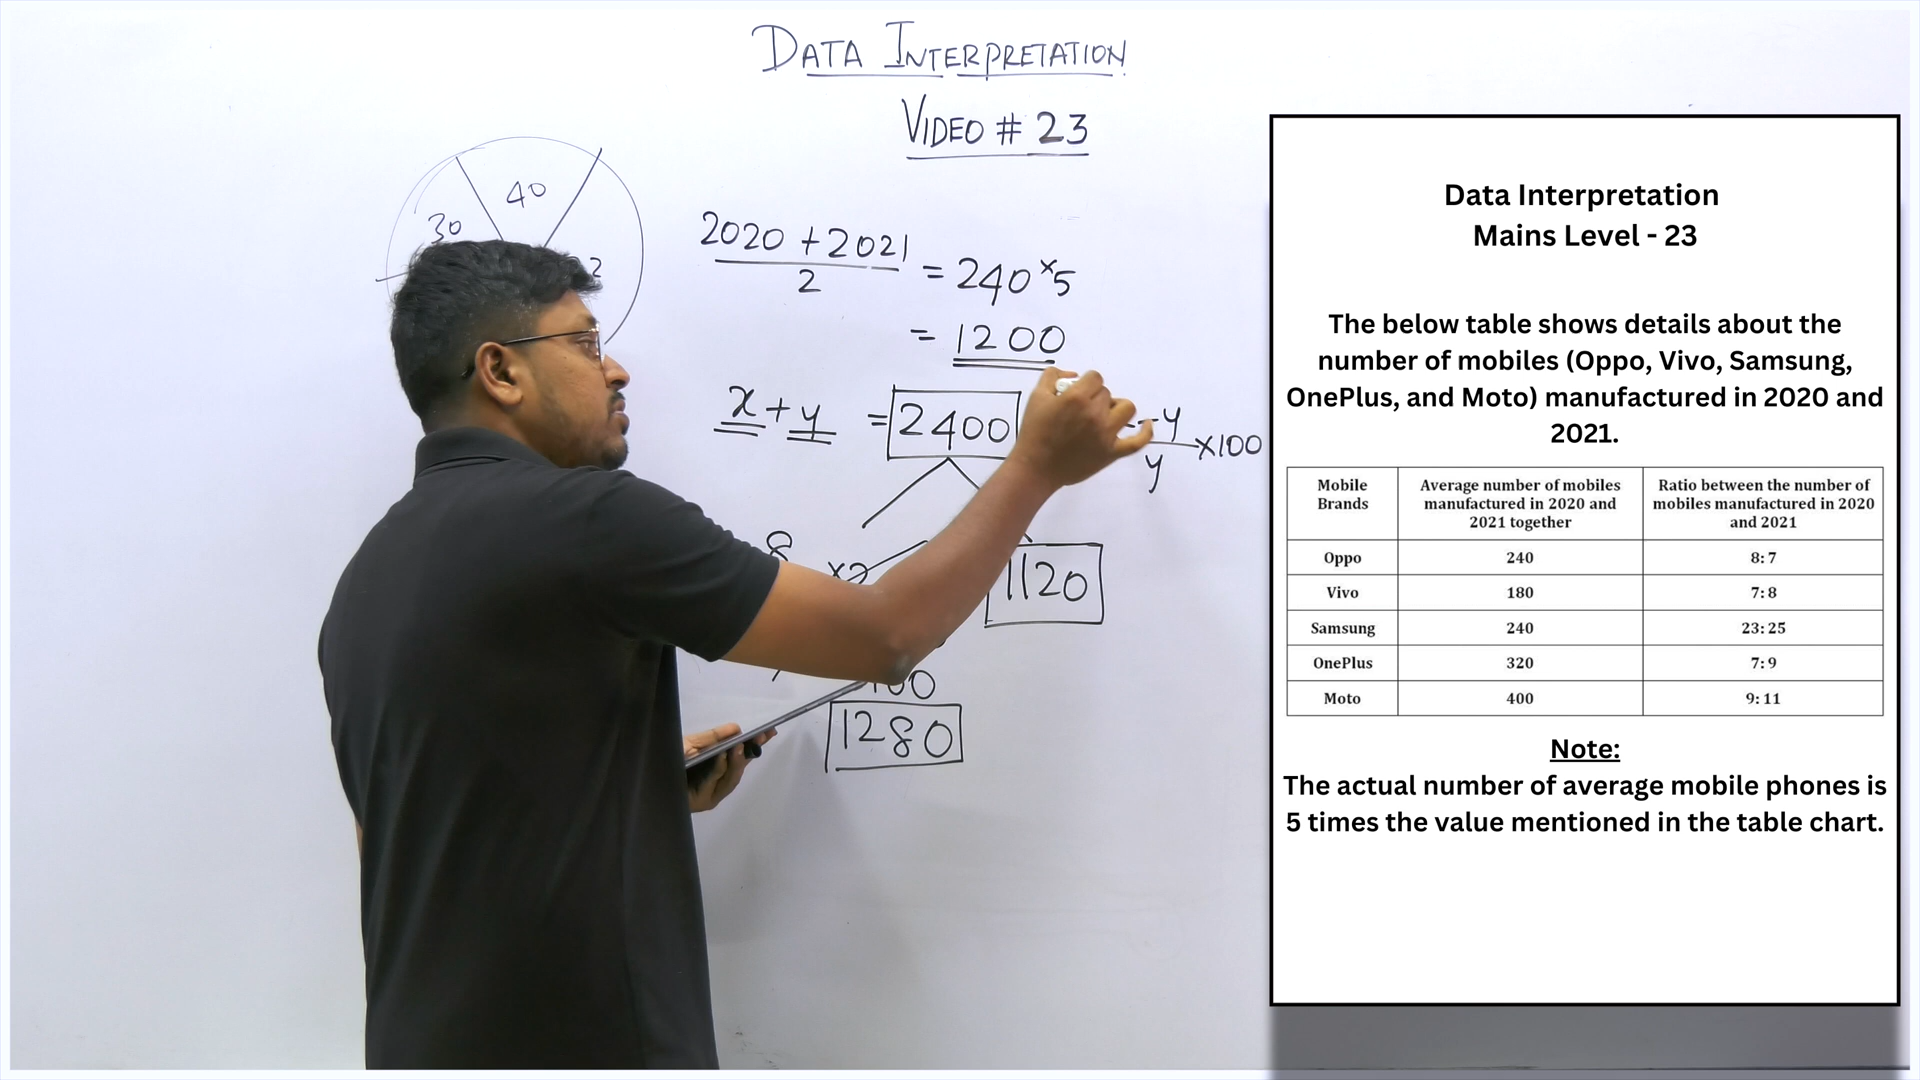 DATA INTERPRETATION
VIDEO # 23
40
30
2
2020 + 2021
2
= 240 x 5
= 1200
x + y = 2400
- y
y
x100
8
x2
1120
100
1280
Data Interpretation
Mains Level - 23
The below table shows details about the
number of mobiles (Oppo, Vivo, Samsung,
OnePlus, and Moto) manufactured in 2020 and
2021.
Mobile Brands
Average number of mobiles manufactured in 2020 and 2021 together
Ratio between the number of mobiles manufactured in 2020 and 2021
Oppo 240 8:7
Vivo 180 7:8
Samsung 240 23:25
OnePlus 320 7:9
Moto 400 9:11
Note:
The actual number of average mobile phones is
5 times the value mentioned in the table chart.